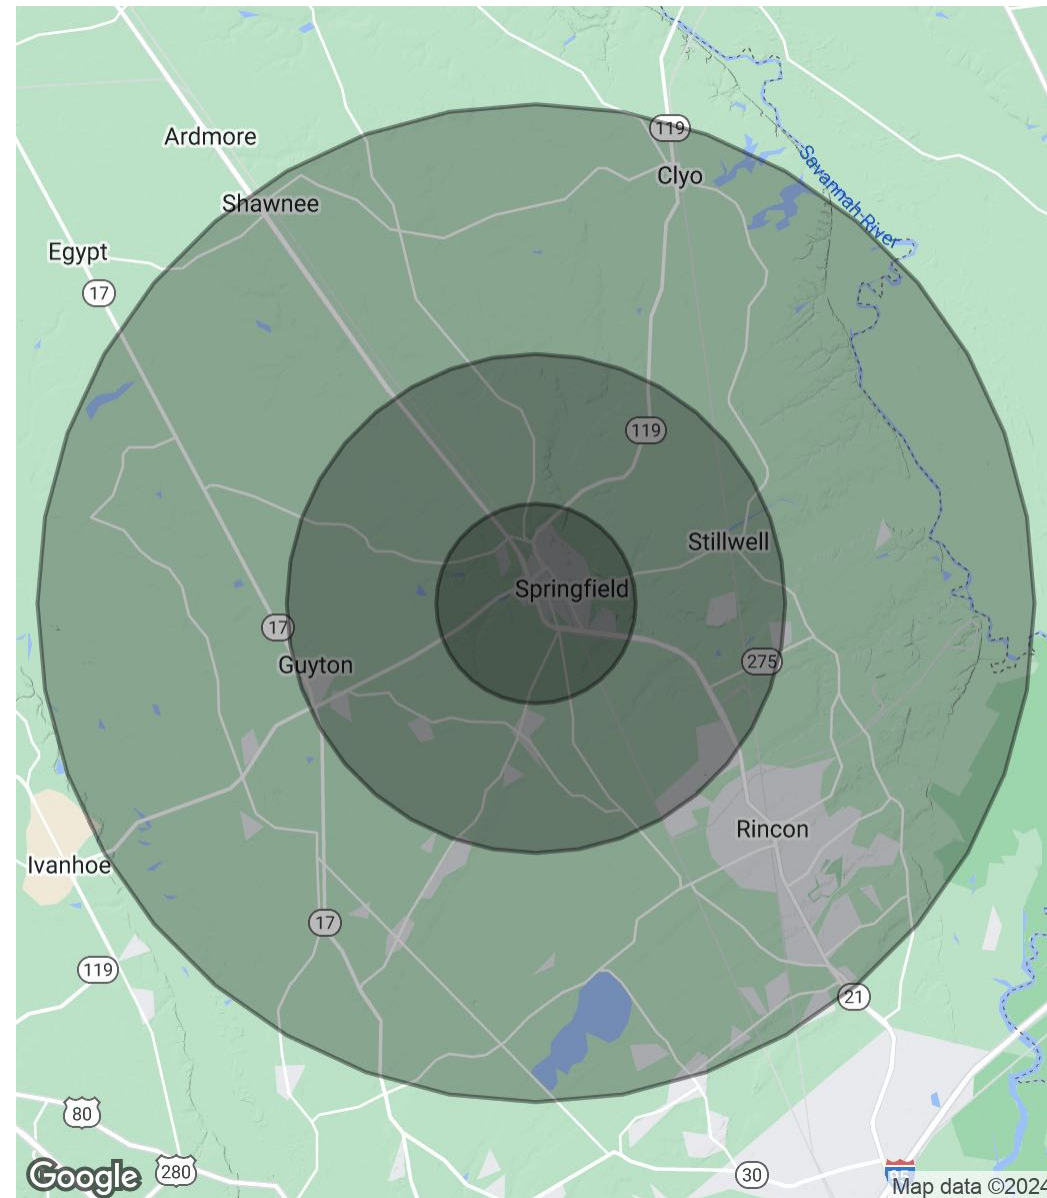 119
Ardmore
Clyo
Savannah River
Shawnee
Egypt
17
119
Stillwell
Springfield
17
275
Guyton
Rincon
Ivanhoe
17
119
21
80
280
30
Google
Map data ©2024